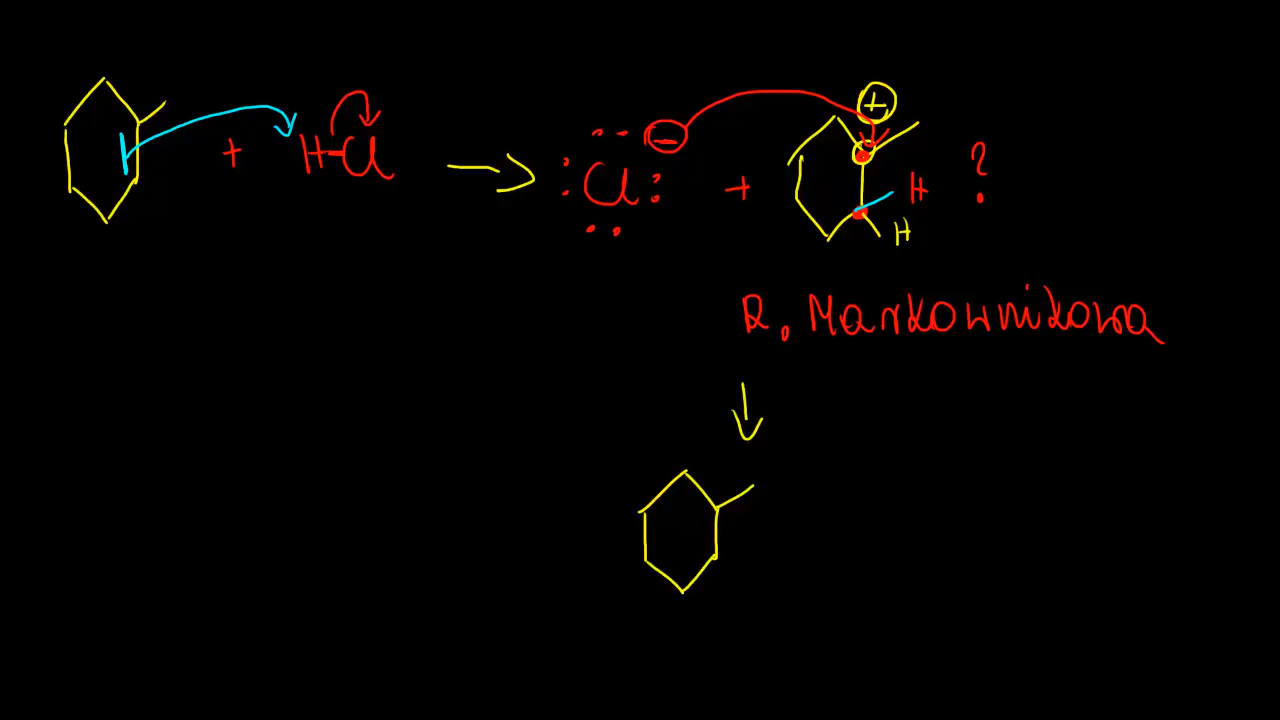 + H-Cl → :Cl: ⊖ + ⊕ H ?
H
R. Markownikowa